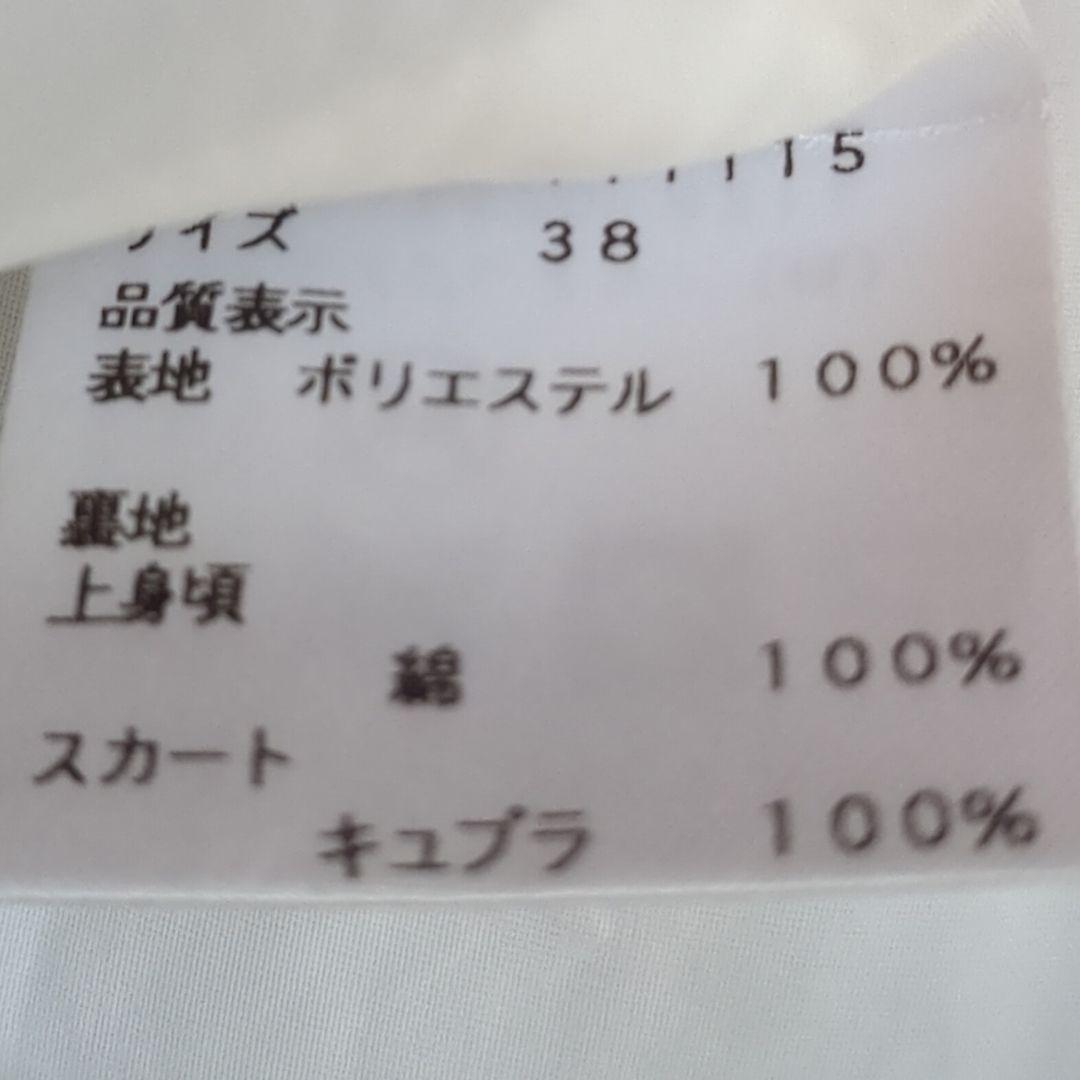 イズ 38
品質表示
表地 ポリエステル 100%
裏地
上身頃
綿 100%
スカート
キュプラ 100%